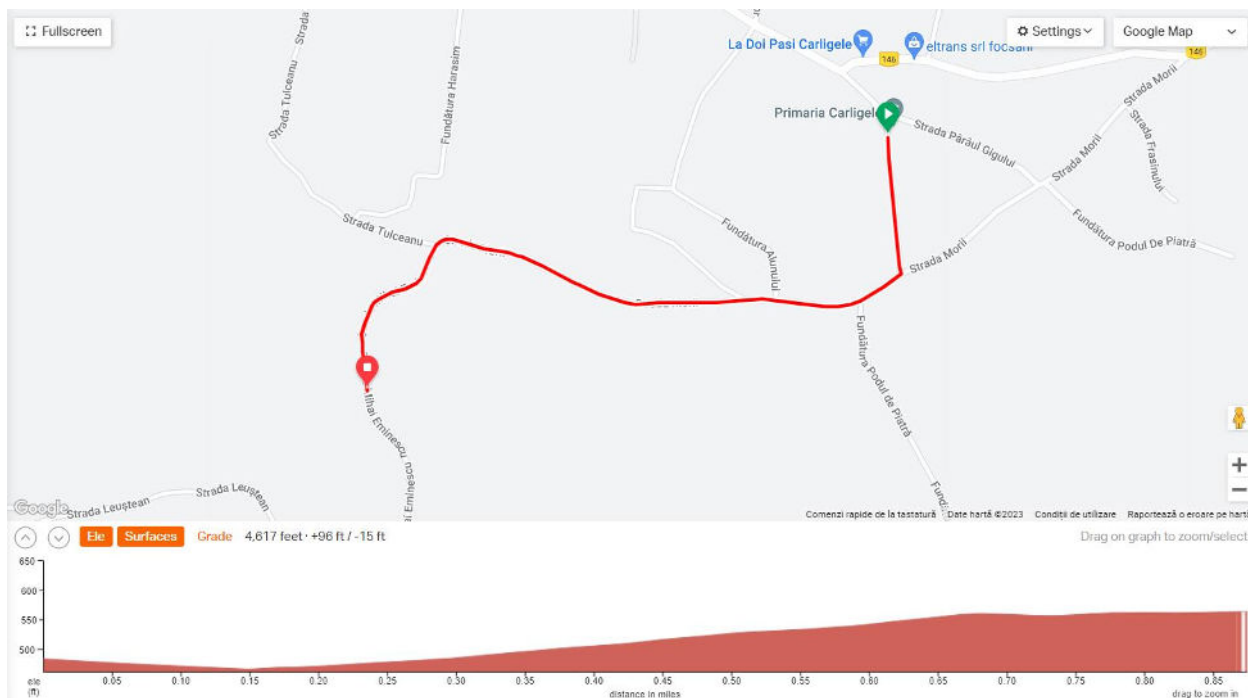 Fullscreen
Settings
Google Map
La Doi Pasi Carligele
eltrans srl focsani
146
146
Primaria Carligele
Strada Tulceanu
Strada
Fundătura Harasim
Strada Morii
Strada Pârâul Gigului
Strada Frasinului
Strada Morii
Strada Tulceanu
Fundătura Alunului
Fundătura Podul De Piatră
Strada Morii
Fundătura Podul de Piatră
Mihai Eminescu
Strada Leuștean
Strada Leuștean
Google
Comenzi rapide de la tastatură
Date hartă ©2023
Condiții de utilizare
Raportează o eroare pe hartă
Ele
Surfaces
Grade
4,617 feet · +96 ft / -15 ft
Drag on graph to zoom/select
650
600
550
500
ele (ft)
0.05 0.10 0.15 0.20 0.25 0.30 0.35 0.40 0.45 0.50 0.55 0.60 0.65 0.70 0.75 0.80 0.85
distance in miles
drag to zoom in